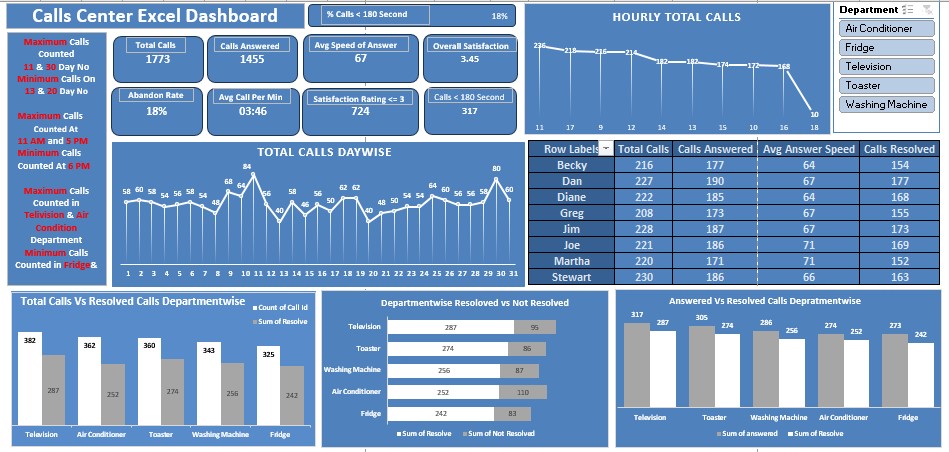 Calls Center Excel Dashboard
% Calls < 180 Second
18%
Maximum Calls
Counted
11 & 30 Day No
Minimum Calls On
13 & 20 Day No
Maximum Calls
Counted At
11 AM and 5 PM
Minimum Calls
Counted At 6 PM
Maximum Calls
Counted in
Telivision & Air
Condition
Department
Minimum Calls
Counted in Fridge&
Total Calls
1773
Calls Answered
1455
Avg Speed of Answer
67
Overall Satisfaction
3.45
Abandon Rate
18%
Avg Call Per Min
03:46
Satisfaction Rating <= 3
724
Calls < 180 Second
317
HOURLY TOTAL CALLS
236 218 216 214 182 182 174 172 168 10
11 17 9 12 14 13 15 10 16 18
Department
Air Conditioner
Fridge
Television
Toaster
Washing Machine
TOTAL CALLS DAYWISE
58 60 58 54 56 58 54 48 68 64 84 56 40 58 46 56 50 62 62 40 48 50 54 54 64 60 56 56 58 80 60
1 2 3 4 5 6 7 8 9 10 11 12 13 14 15 16 17 18 19 20 21 22 23 24 25 26 27 28 29 30 31
Row Labels Total Calls Calls Answered Avg Answer Speed Calls Resolved
Becky 216 177 64 154
Dan 227 190 67 177
Diane 222 185 64 168
Greg 208 173 67 155
Jim 228 187 67 173
Joe 221 186 71 169
Martha 220 171 71 152
Stewart 230 186 66 163
Total Calls Vs Resolved Calls Departmentwise
Count of Call Id
Sum of Resolve
382 287 362 252 360 274 343 256 325 242
Television Air Conditioner Toaster Washing Machine Fridge
Departmentwise Resoloved vs Not Resolved
Television 287 95
Toaster 274 86
Washing Machine 256 87
Air Conditioner 252 110
Fridge 242 83
Sum of Resolve Sum of Not Resolved
Answered Vs Resolved Calls Depratmentwise
317 287 305 274 286 256 274 252 273 242
Television Toaster Washing Machine Air Conditioner Fridge
Sum of answered Sum of Resolve